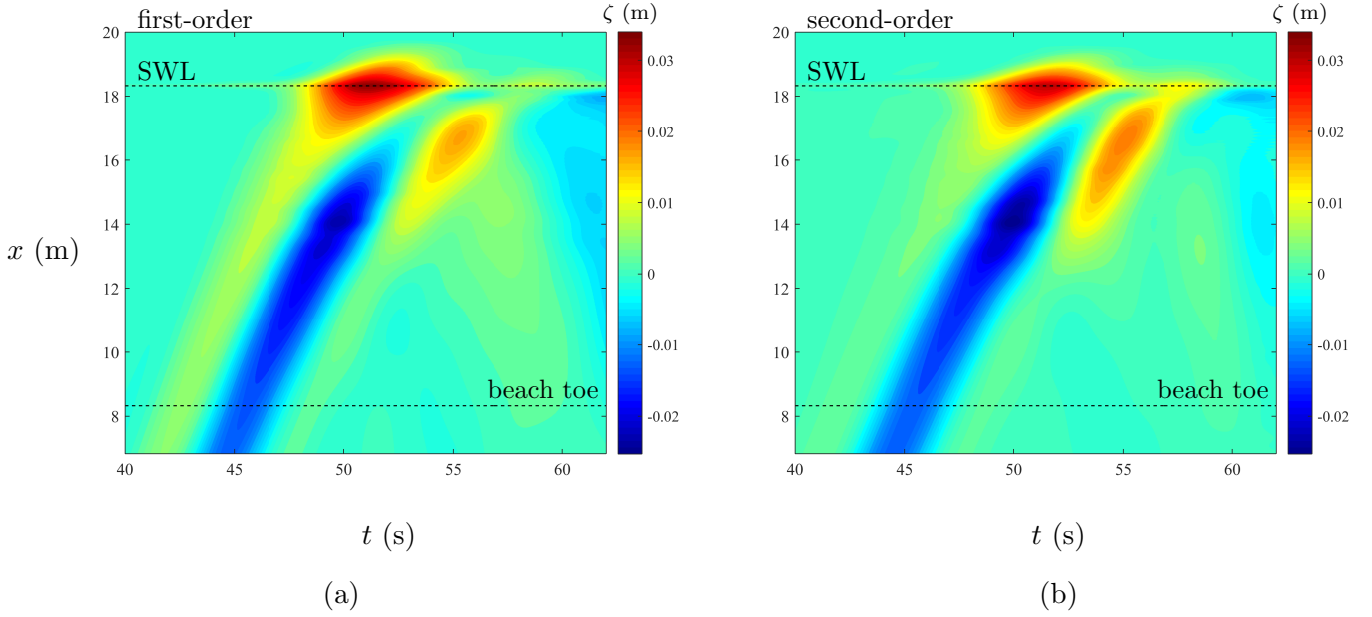 first-order
ζ (m)
20
SWL
18
16
14
12
10
8
beach toe
x (m)
40
45
50
55
60
0.03
0.02
0.01
0
-0.01
-0.02
t (s)
(a)
second-order
ζ (m)
20
SWL
18
16
14
12
10
8
beach toe
40
45
50
55
60
0.03
0.02
0.01
0
-0.01
-0.02
t (s)
(b)